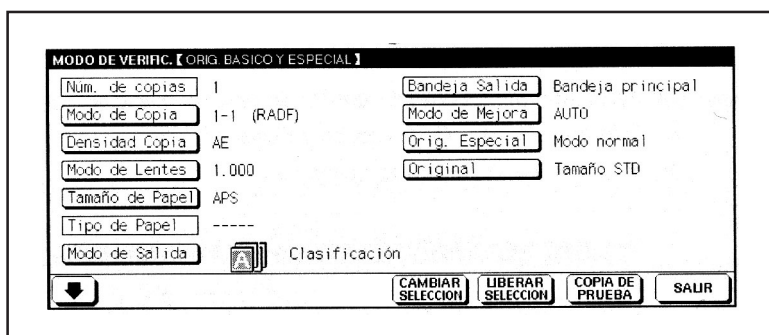 MODO DE VERIFIC.【ORIG. BASICO Y ESPECIAL】
Núm. de copias 1
Modo de Copia 1-1 (RADF)
Densidad Copia AE
Modo de Lentes 1.000
Tamaño de Papel APS
Tipo de Papel -----
Modo de Salida A Clasificación
Bandeja Salida Bandeja principal
Modo de Mejora AUTO
Orig. Especial Modo normal
Original Tamaño STD
CAMBIAR SELECCION
LIBERAR SELECCION
COPIA DE PRUEBA
SALIR